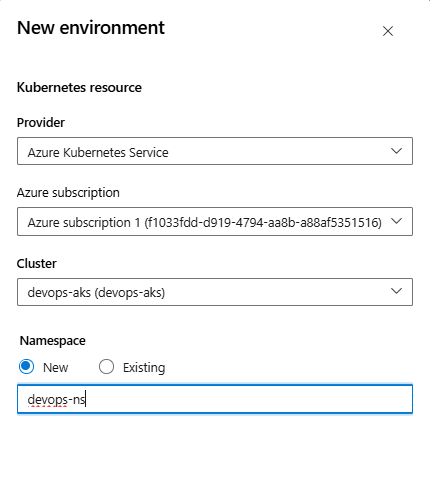 New environment
Kubernetes resource
Provider
Azure Kubernetes Service
Azure subscription
Azure subscription 1 (f1033fdd-d919-4794-aa8b-a88af5351516)
Cluster
devops-aks (devops-aks)
Namespace
New Existing
devops-ns